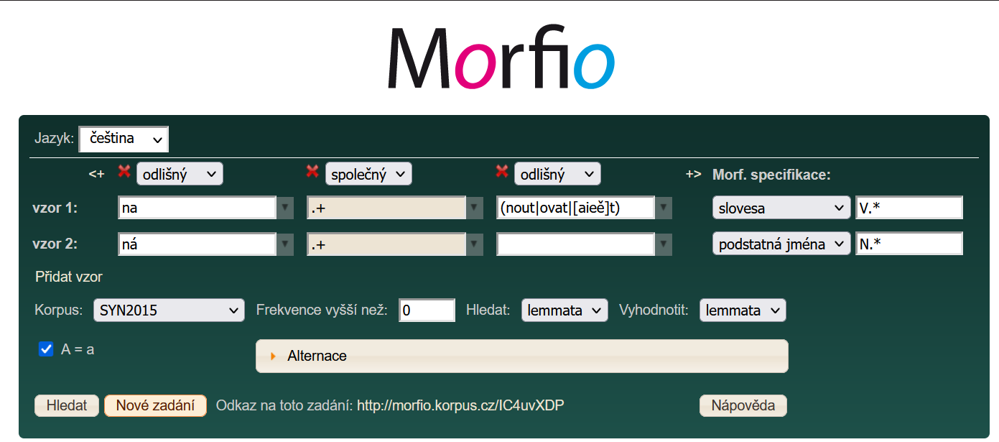 Morfio
Jazyk: čeština
<+ odlišný společný odlišný +> Morf. specifikace:
vzor 1: na .+ (nout|ovat|[aieě]t) slovesa V.*
vzor 2: ná .+ podstatná jména N.*
Přidat vzor
Korpus: SYN2015 Frekvence vyšší než: 0 Hledat: lemmata Vyhodnotit: lemmata
A = a Alternace
Hledat Nové zadání Odkaz na toto zadání: http://morfio.korpus.cz/IC4uvXDP Nápověda